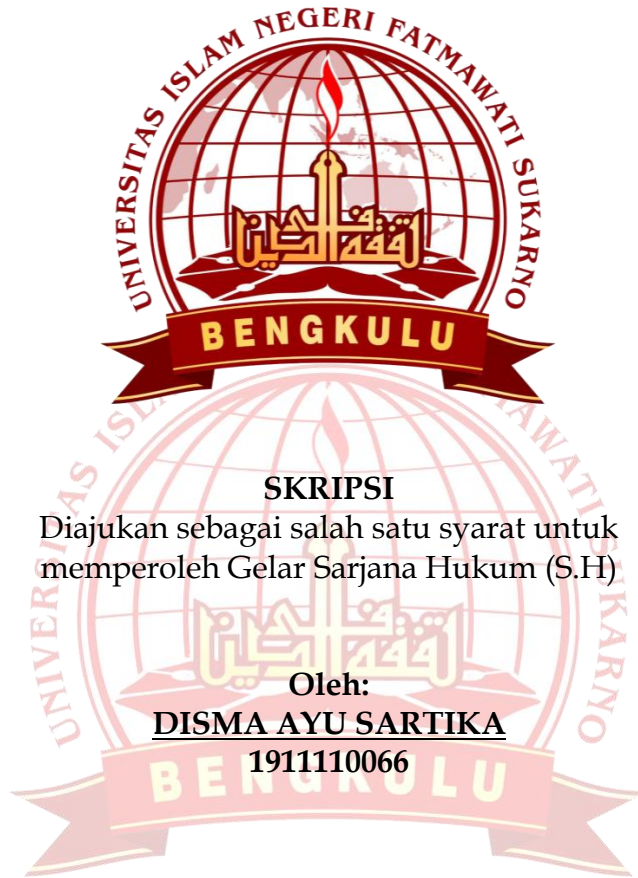 UNIVERSITAS ISLAM NEGERI FATMAWATI SUKARNO
BENGKULU
SKRIPSI
Diajukan sebagai salah satu syarat untuk
memperoleh Gelar Sarjana Hukum (S.H)
Oleh:
DISMA AYU SARTIKA
1911110066
BENGKULU